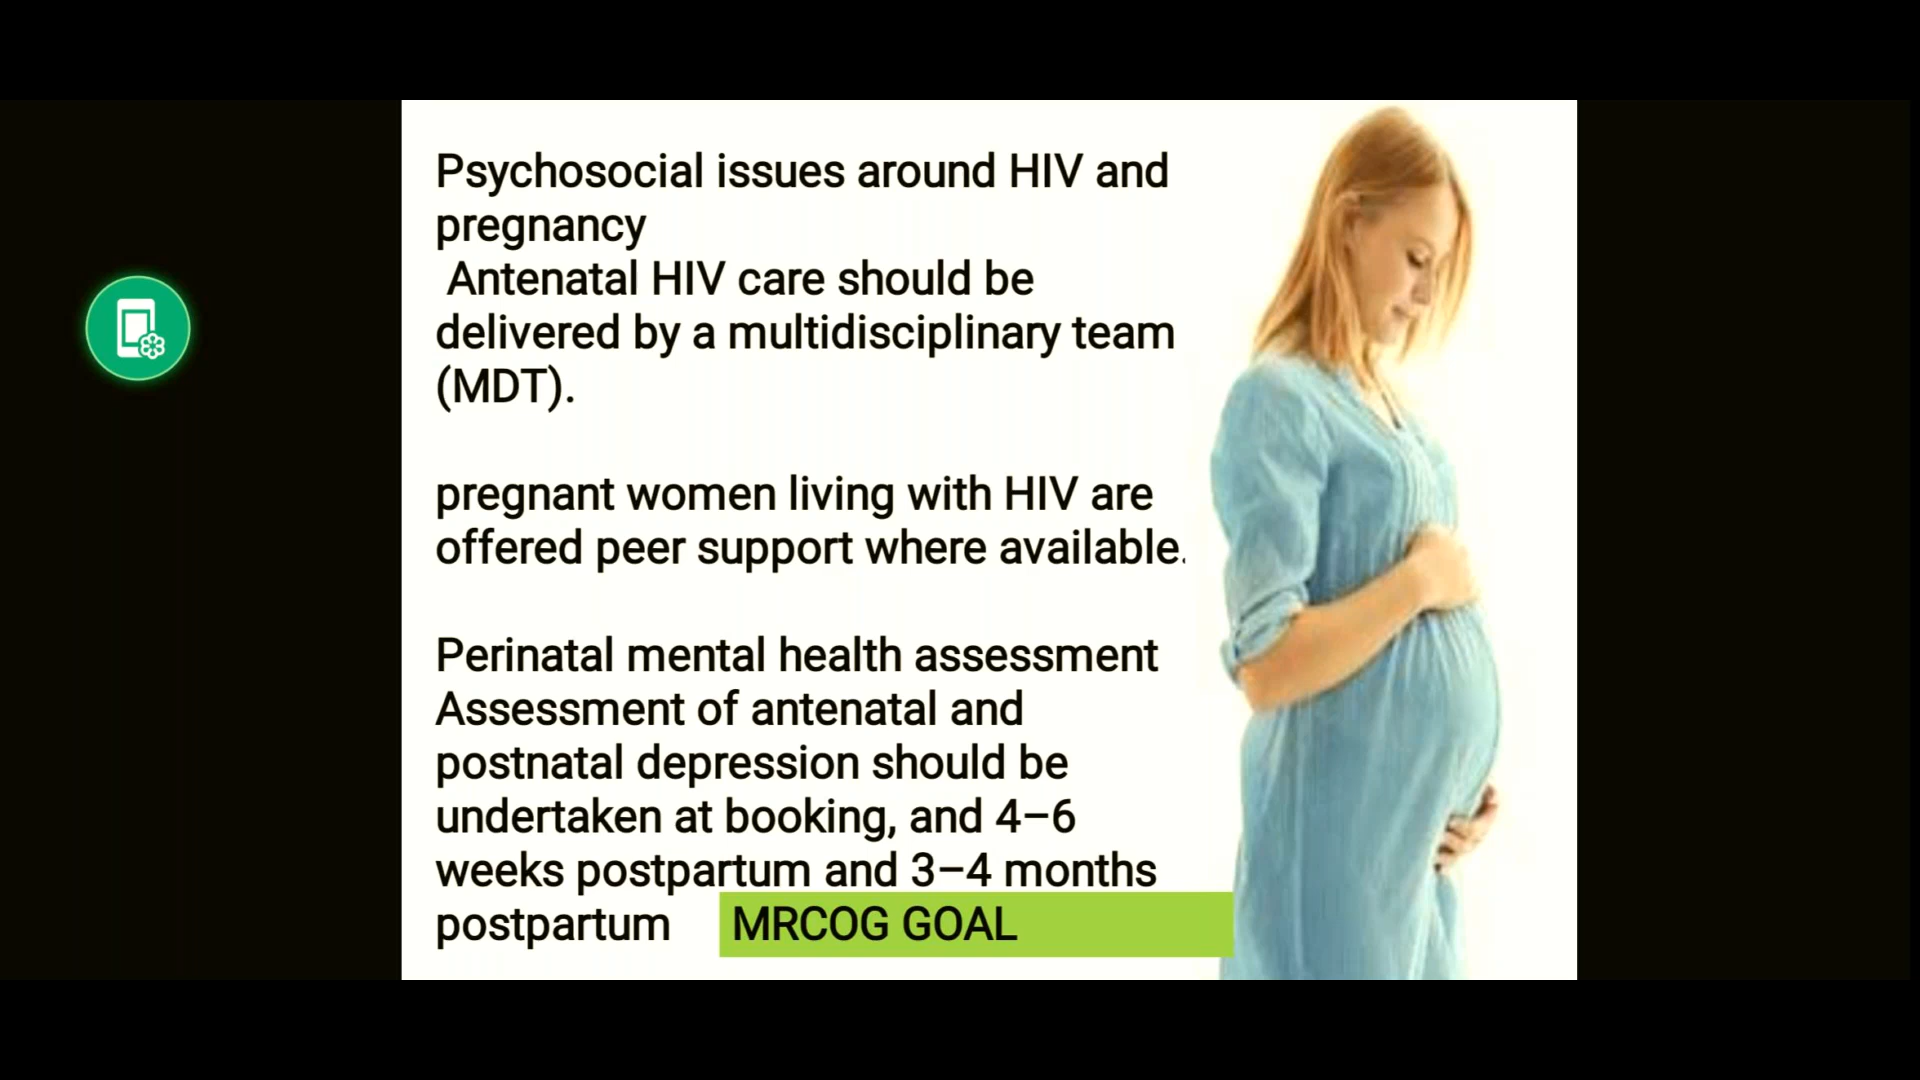 Psychosocial issues around HIV and
pregnancy
Antenatal HIV care should be
delivered by a multidisciplinary team
(MDT).
pregnant women living with HIV are
offered peer support where available.
Perinatal mental health assessment
Assessment of antenatal and
postnatal depression should be
undertaken at booking, and 4–6
weeks postpartum and 3–4 months
postpartum
MRCOG GOAL